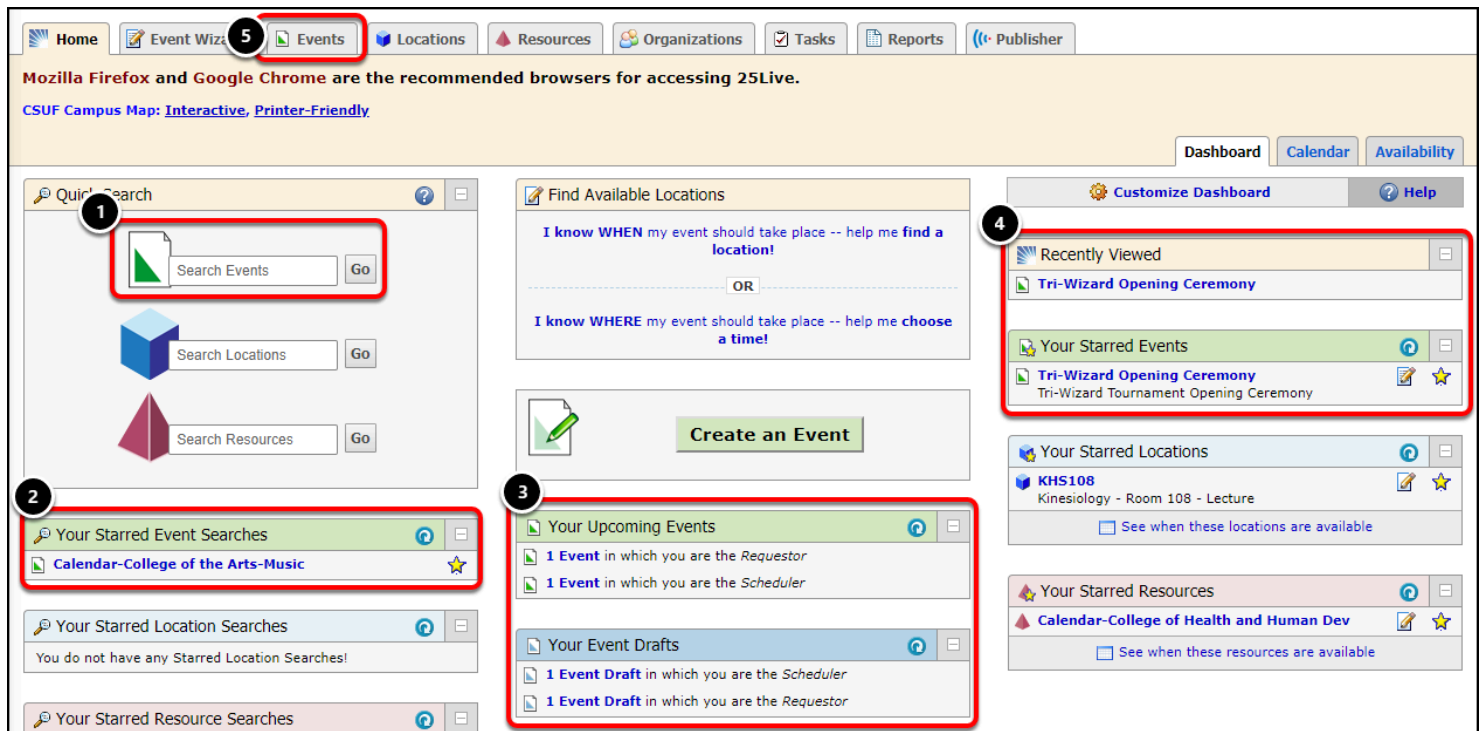 Home
Event Wiz
5
Events
Locations
Resources
Organizations
Tasks
Reports
Publisher
Mozilla Firefox and Google Chrome are the recommended browsers for accessing 25Live.
CSUF Campus Map: Interactive, Printer-Friendly
Dashboard
Calendar
Availability
Quick Search
1
Search Events
Go
Search Locations
Go
Search Resources
Go
2
Your Starred Event Searches
Calendar-College of the Arts-Music
Your Starred Location Searches
You do not have any Starred Location Searches!
Your Starred Resource Searches
Find Available Locations
I know WHEN my event should take place -- help me find a
location!
OR
I know WHERE my event should take place -- help me choose
a time!
Create an Event
3
Your Upcoming Events
1 Event in which you are the Requestor
1 Event in which you are the Scheduler
Your Event Drafts
1 Event Draft in which you are the Scheduler
1 Event Draft in which you are the Requestor
Customize Dashboard
Help
4
Recently Viewed
Tri-Wizard Opening Ceremony
Your Starred Events
Tri-Wizard Opening Ceremony
Tri-Wizard Tournament Opening Ceremony
Your Starred Locations
KHS108
Kinesiology - Room 108 - Lecture
See when these locations are available
Your Starred Resources
Calendar-College of Health and Human Dev
See when these resources are available